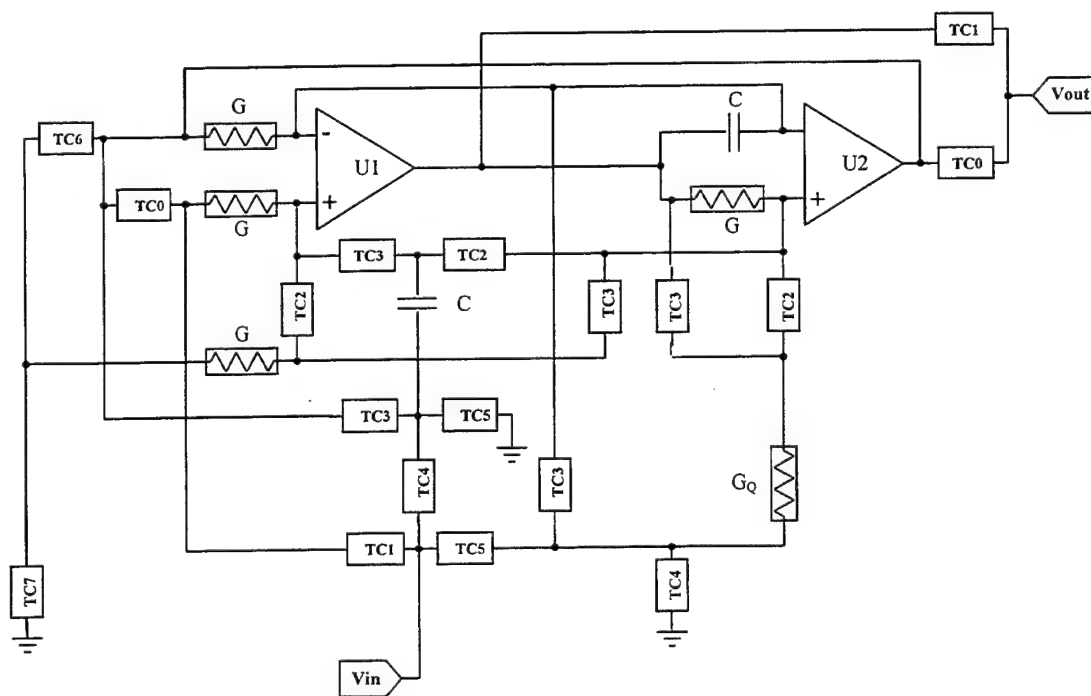 TC1
Vout
C
G
TC6
-
U1
U2
TC0
TC0
+
G
+
G
TC3
TC2
C
TC2
TC3
TC3
TC2
G
TC3
TC5
TC4
TC3
GQ
TC1
TC5
TC4
TC7
Vin